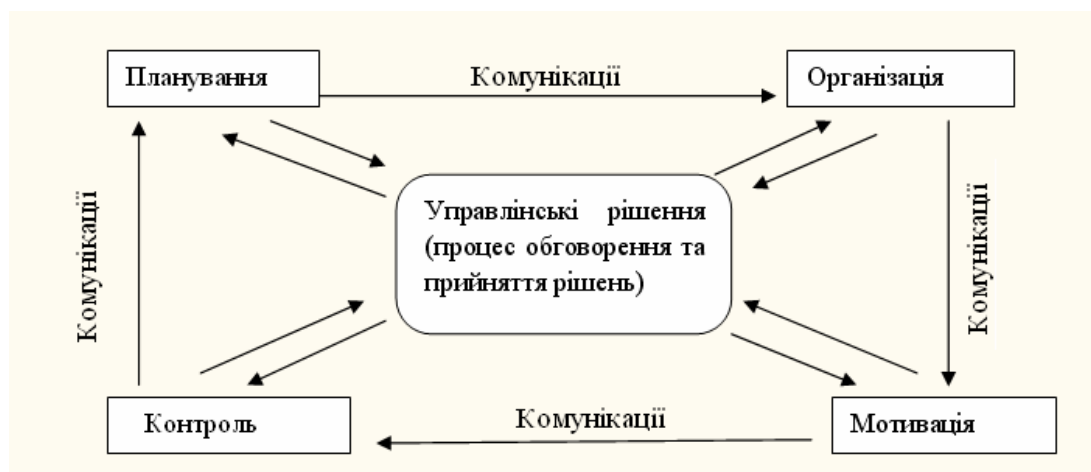 Планування
Комунікації
Організація
Комунікації
Управлінські рішення
(процес обговорення та
прийняття рішень)
Комунікації
Контроль
Комунікації
Мотивація